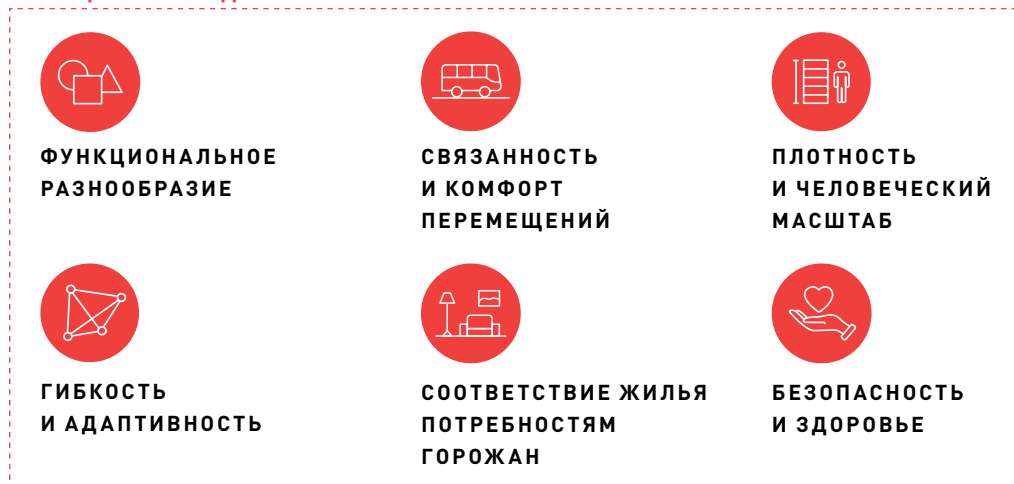 ФУНКЦИОНАЛЬНОЕ
РАЗНООБРАЗИЕ
СВЯЗАННОСТЬ
И КОМФОРТ
ПЕРЕМЕЩЕНИЙ
ПЛОТНОСТЬ
И ЧЕЛОВЕЧЕСКИЙ
МАСШТАБ
ГИБКОСТЬ
И АДАПТИВНОСТЬ
СООТВЕТСТВИЕ ЖИЛЬЯ
ПОТРЕБНОСТЯМ
ГОРОЖАН
БЕЗОПАСНОСТЬ
И ЗДОРОВЬЕ